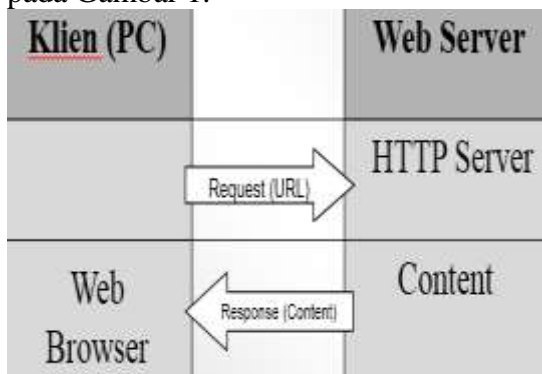 pada Gambar 1.
Klien (PC)
Web Server
HTTP Server
Request (URL)
Web
Browser
Content
Response (Content)